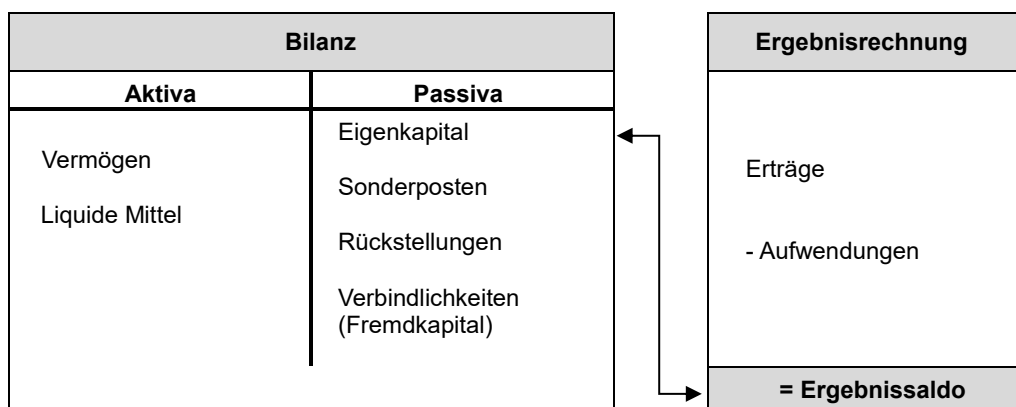 Bilanz
Aktiva
Passiva
Vermögen
Liquide Mittel
Eigenkapital
Sonderposten
Rückstellungen
Verbindlichkeiten
(Fremdkapital)
Ergebnisrechnung
Erträge
- Aufwendungen
= Ergebnissaldo